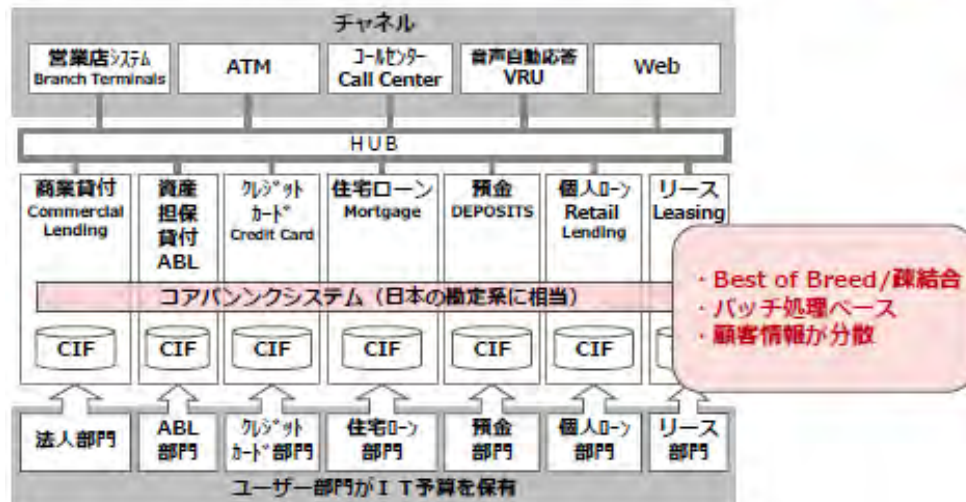 チャネル
営業店ｼｽﾃﾑ
Branch Terminals
ATM
ｺｰﾙｾﾝﾀｰ
Call Center
音声自動応答
VRU
Web
HUB
商業貸付
Commercial
Lending
資産
担保
貸付
ABL
ｸﾚｼﾞｯﾄ
ｶｰﾄﾞ
Credit Card
住宅ローン
Mortgage
預金
DEPOSITS
個人ﾛｰﾝ
Retail
Lending
リース
Leasing
コアバンンクシステム（日本の勘定系に相当）
・Best of Breed/疎結合
・バッチ処理ベース
・顧客情報が分散
CIF
CIF
CIF
CIF
CIF
CIF
法人部門
ABL
部門
ｸﾚｼﾞｯﾄ
ｶｰﾄﾞ部門
住宅ﾛｰﾝ
部門
預金
部門
個人ﾛｰﾝ
部門
リース
部門
ユーザー部門がＩＴ予算を保有